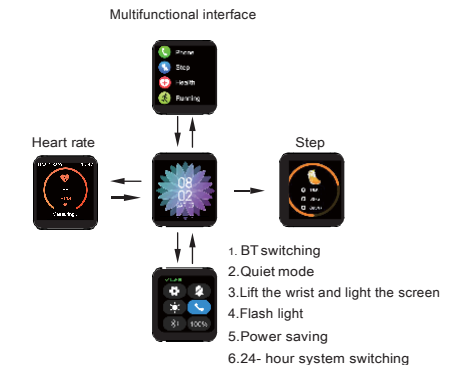 Multifunctional interface
Phone
Step
Health
Running
Heart rate
Step
08
02
Measuring...
100%
1. BT switching
2.Quiet mode
3.Lift the wrist and light the screen
4.Flash light
5.Power saving
6.24- hour system switching